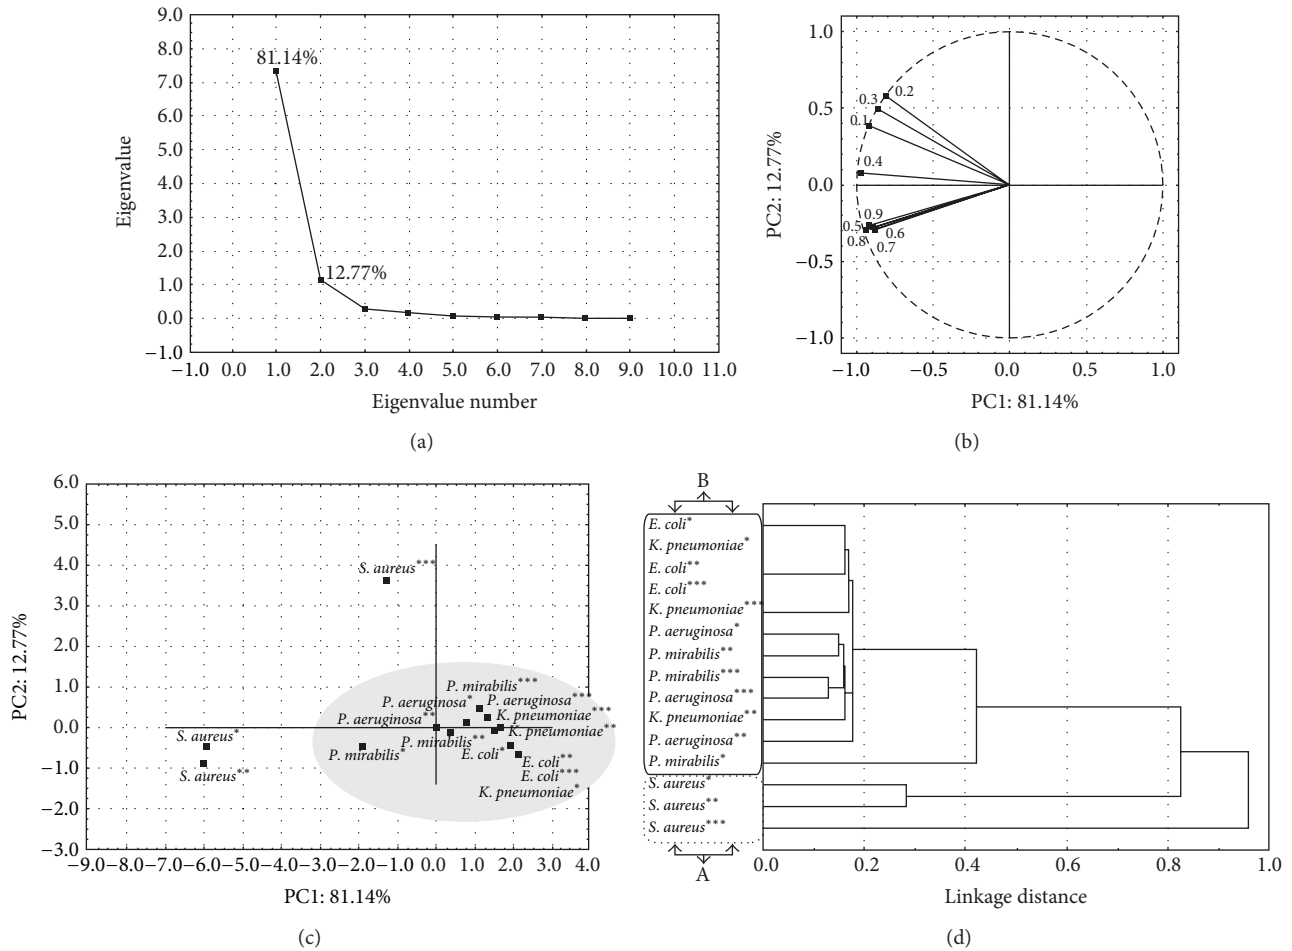 9.0
8.0
7.0
6.0
5.0
4.0
3.0
2.0
1.0
0.0
−1.0
Eigenvalue
81.14%
12.77%
−1.0 0.0 1.0 2.0 3.0 4.0 5.0 6.0 7.0 8.0 9.0 10.0 11.0
Eigenvalue number
(a)
1.0
0.5
0.0
−0.5
−1.0
PC2: 12.77%
0.2
0.3
0.1
0.4
0.9
0.5
0.6
0.8
0.7
−1.0 −0.5 0.0 0.5 1.0
PC1: 81.14%
(b)
6.0
5.0
4.0
3.0
2.0
1.0
0.0
−1.0
−2.0
−3.0
PC2: 12.77%
S. aureus***
P. mirabilis***
P. aeruginosa*
P. aeruginosa***
P. aeruginosa**
K. pneumoniae***
K. pneumoniae**
S. aureus*
P. mirabilis**
P. mirabilis*
E. coli*
E. coli**
S. aureus**
E. coli***
K. pneumoniae*
−9.0−8.0−7.0−6.0−5.0−4.0−3.0−2.0−1.0 0.0 1.0 2.0 3.0 4.0
PC1: 81.14%
(c)
B
E. coli*
K. pneumoniae*
E. coli**
E. coli***
K. pneumoniae***
P. aeruginosa*
P. mirabilis**
P. mirabilis***
P. aeruginosa***
K. pneumoniae**
P. aeruginosa**
P. mirabilis*
S. aureus*
S. aureus**
S. aureus***
A
0.0 0.2 0.4 0.6 0.8 1.0
Linkage distance
(d)